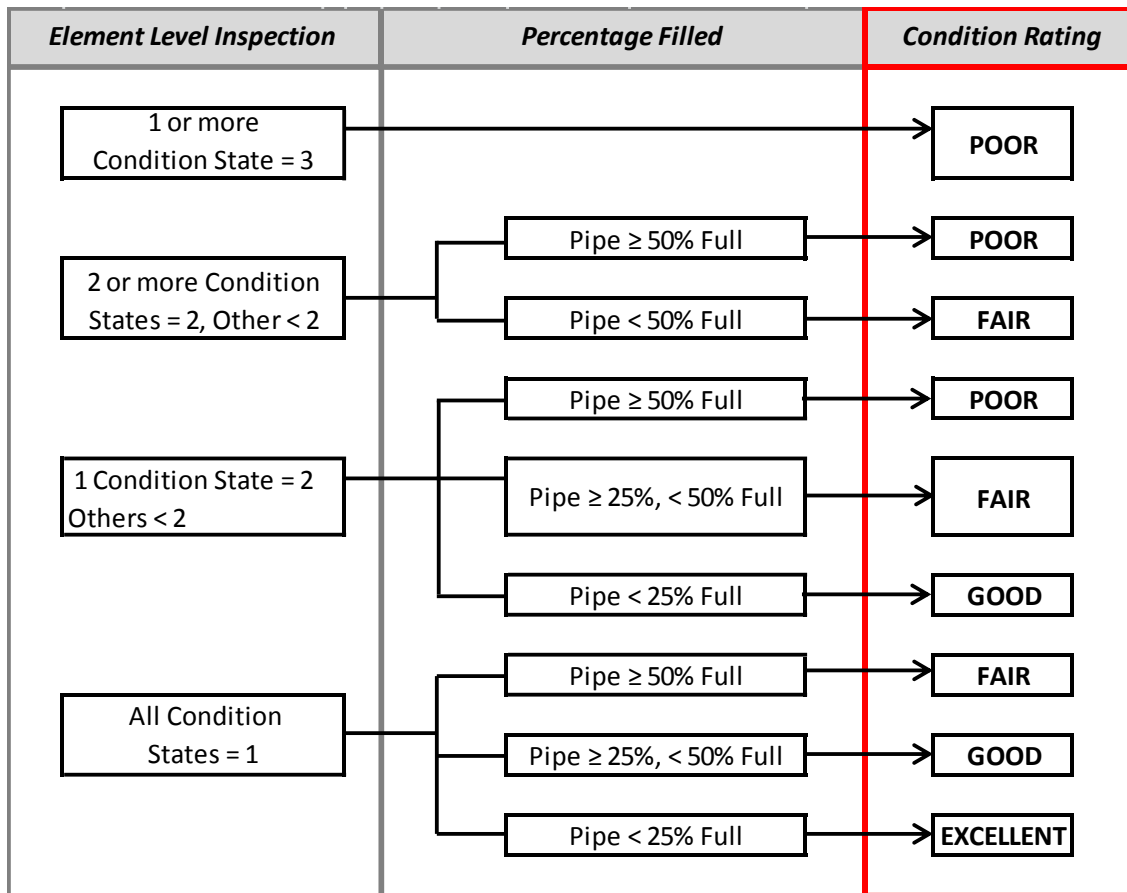 Element Level Inspection
Percentage Filled
Condition Rating
1 or more
Condition State = 3
POOR
2 or more Condition
States = 2, Other < 2
Pipe ≥ 50% Full
POOR
Pipe < 50% Full
FAIR
1 Condition State = 2
Others < 2
Pipe ≥ 50% Full
POOR
Pipe ≥ 25%, < 50% Full
FAIR
Pipe < 25% Full
GOOD
All Condition
States = 1
Pipe ≥ 50% Full
FAIR
Pipe ≥ 25%, < 50% Full
GOOD
Pipe < 25% Full
EXCELLENT